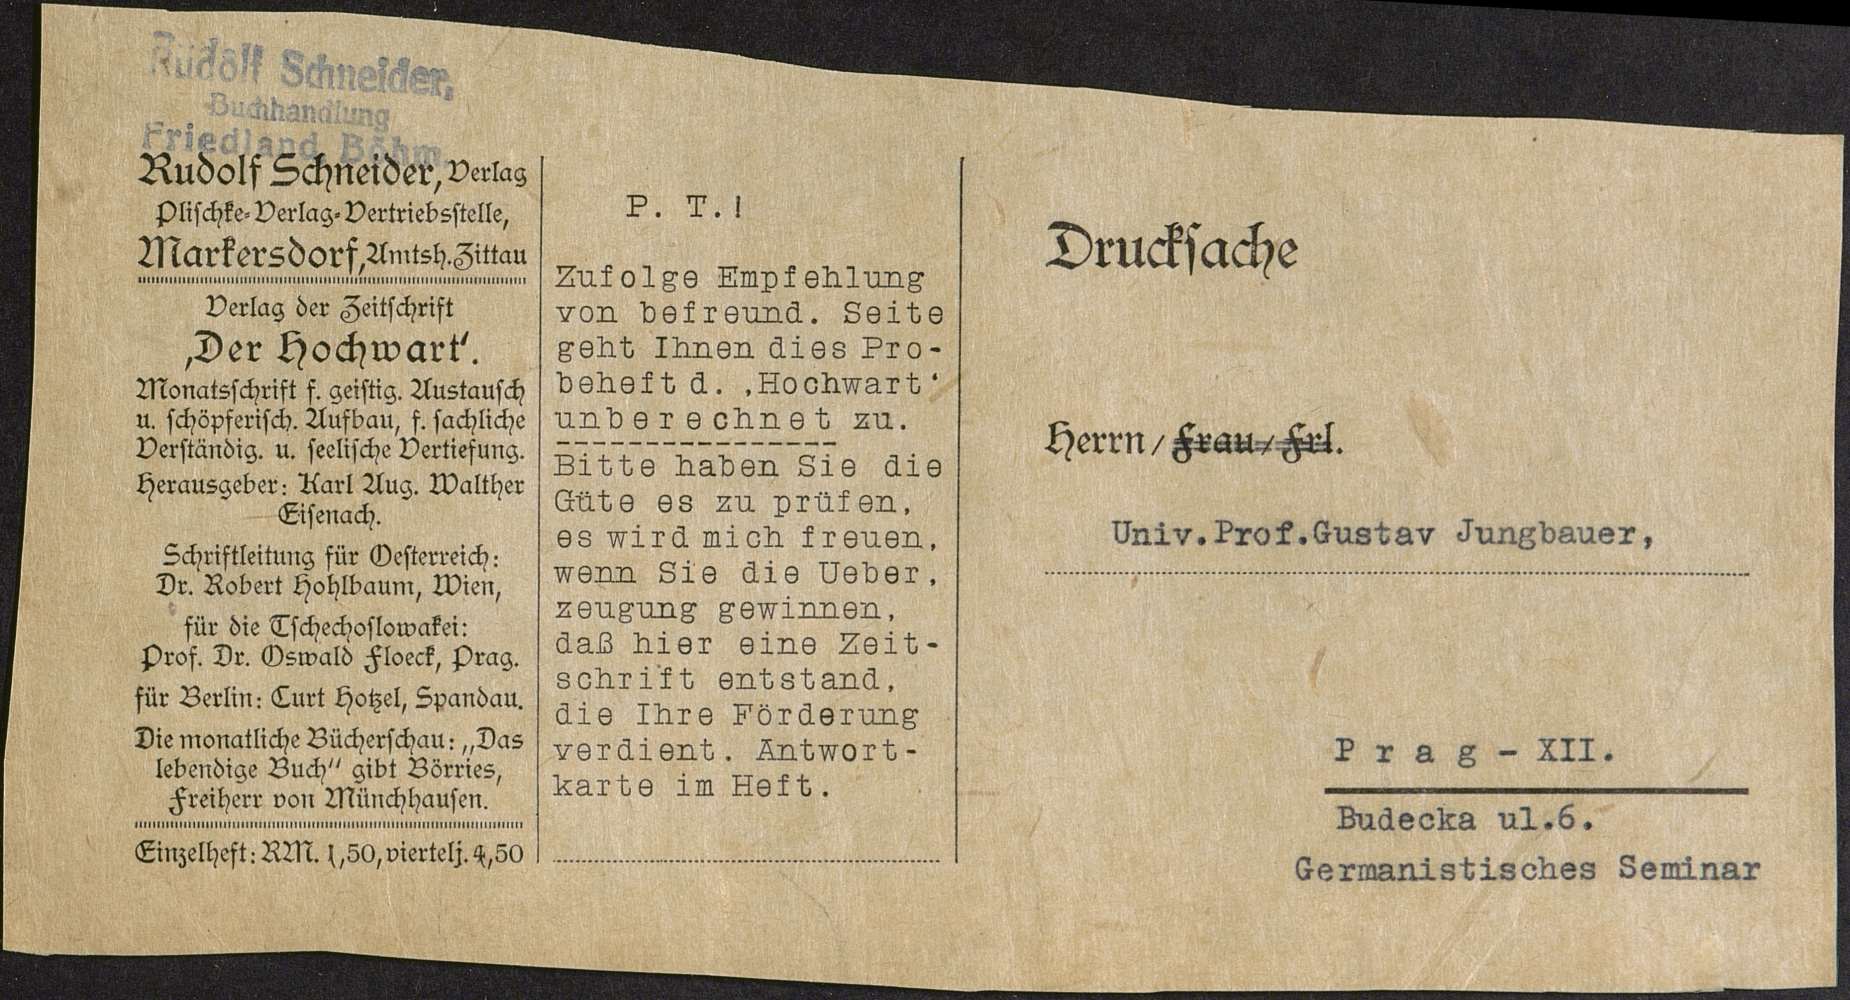 Rudolf Schneider,
Buchhandlung
Friedland Böhm.
Rudolf Schneider, Verlag
Plischke-Verlag-Vertriebsstelle,
Markersdorf, Amtsh. Zittau
Verlag der Zeitschrift
‚Der Hochwart‘.
Monatsschrift f. geistig. Austausch
u. schöpferisch. Aufbau, f. sachliche
Verständig. u. seelische Vertiefung.
Herausgeber: Karl Aug. Walther
Eisenach.
Schriftleitung für Oesterreich:
Dr. Robert Hohlbaum, Wien,
für die Tschechoslowakei:
Prof. Dr. Oswald Floeck, Prag.
für Berlin: Curt Hotzel, Spandau.
Die monatliche Bücherschau: „Das
lebendige Buch“ gibt Börries,
Freiherr von Münchhausen.
Einzelheft: RM. 1,50, viertelj. 4,50
P. T.!
Zufolge Empfehlung
von befreund. Seite
geht Ihnen dies Pro-
beheft d. ‚Hochwart‘
unberechnet zu.
Bitte haben Sie die
Güte es zu prüfen,
es wird mich freuen,
wenn Sie die Ueber,
zeugung gewinnen,
daß hier eine Zeit-
schrift entstand,
die Ihre Förderung
verdient. Antwort-
karte im Heft.
Drucksache
Herrn / Frau / Frl.
Univ.Prof.Gustav Jungbauer,
Prag - XII.
Budecka ul.6.
Germanistisches Seminar